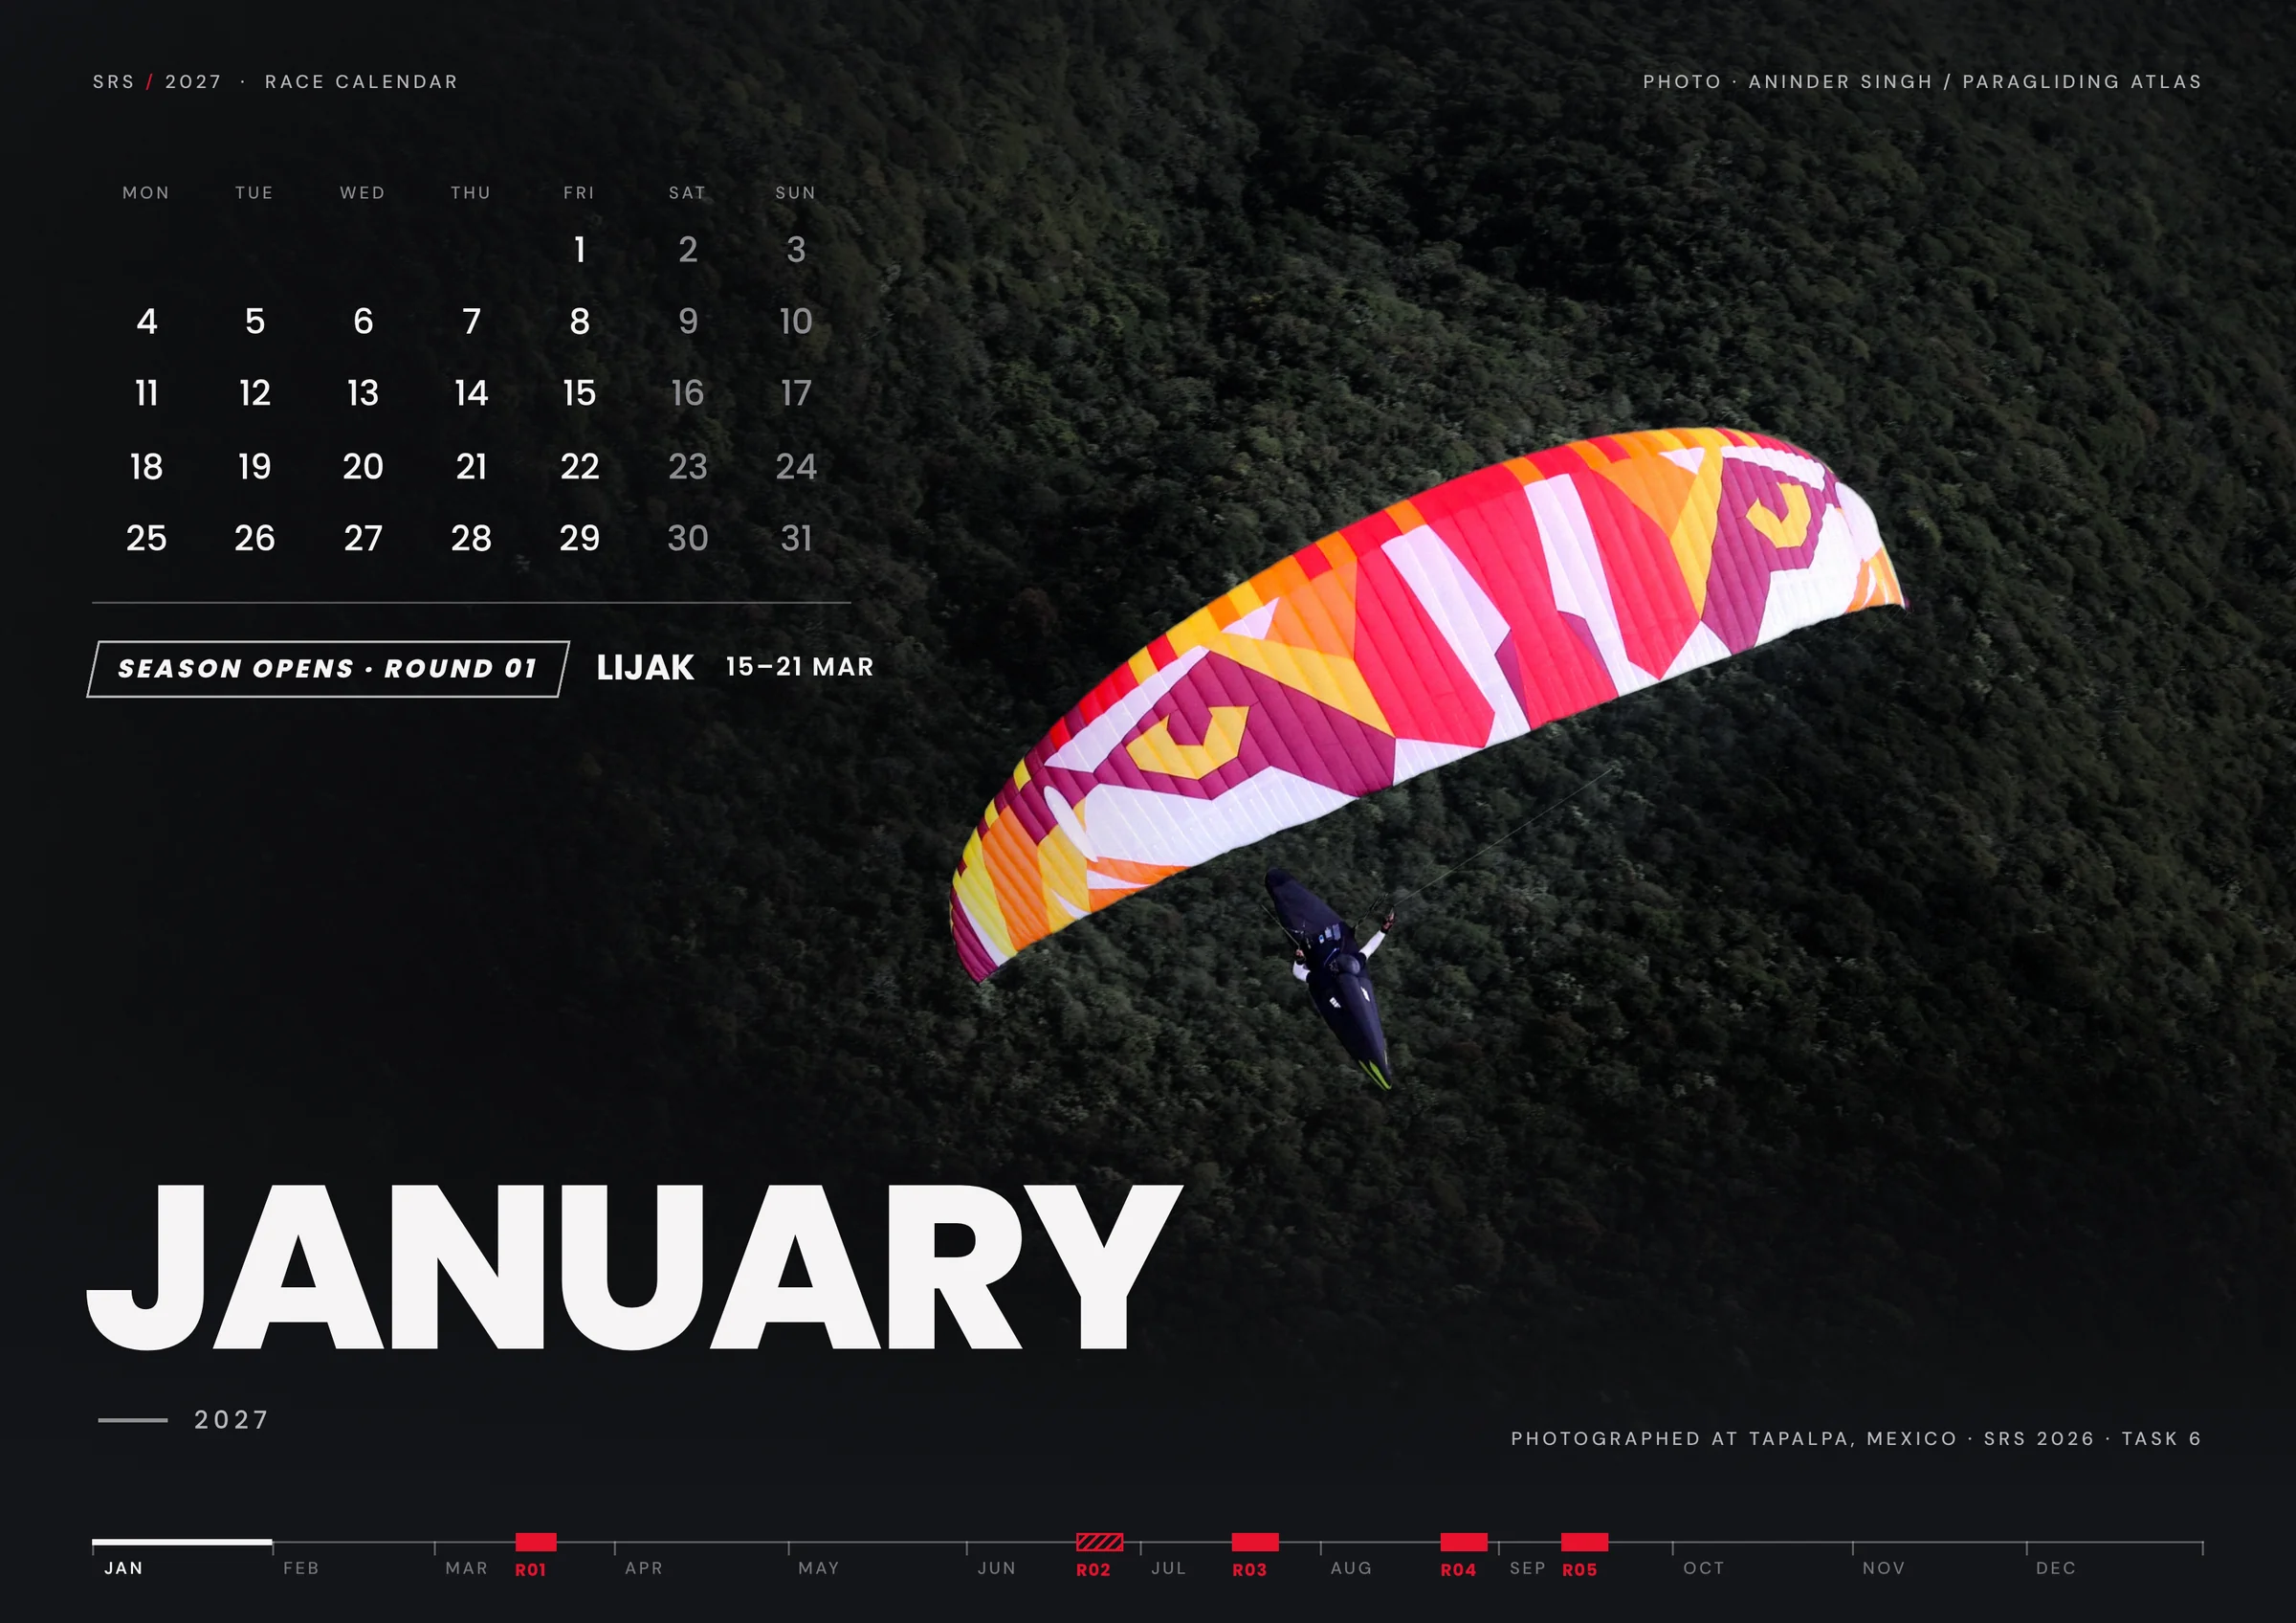 SRS / 2027 · RACE CALENDAR
PHOTO · ANINDER SINGH / PARAGLIDING ATLAS
MON TUE WED THU FRI SAT SUN
1 2 3
4 5 6 7 8 9 10
11 12 13 14 15 16 17
18 19 20 21 22 23 24
25 26 27 28 29 30 31
SEASON OPENS · ROUND 01 LIJAK 15–21 MAR
JANUARY
2027
PHOTOGRAPHED AT TAPALPA, MEXICO · SRS 2026 · TASK 6
JAN FEB MAR R01 APR MAY JUN R02 JUL R03 AUG R04 SEP R05 OCT NOV DEC